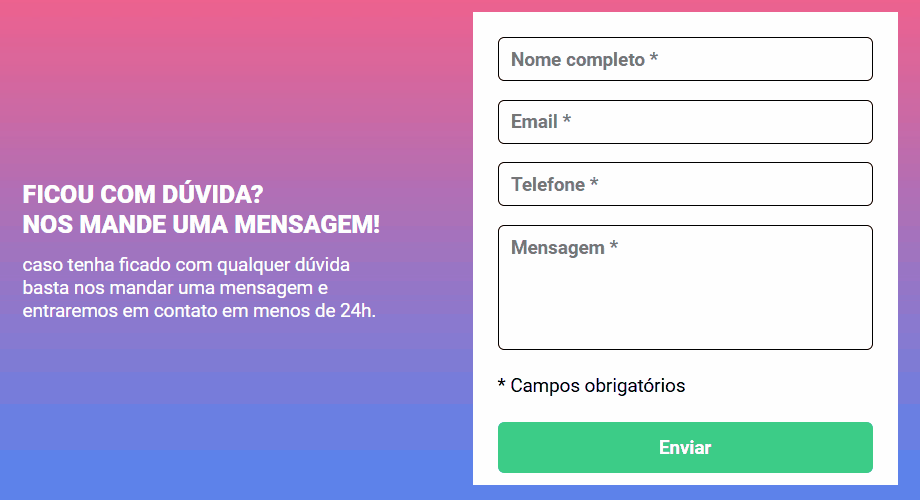 FICOU COM DÚVIDA?
NOS MANDE UMA MENSAGEM!
caso tenha ficado com qualquer dúvida
basta nos mandar uma mensagem e
entraremos em contato em menos de 24h.
Nome completo *
Email *
Telefone *
Mensagem *
* Campos obrigatórios
Enviar